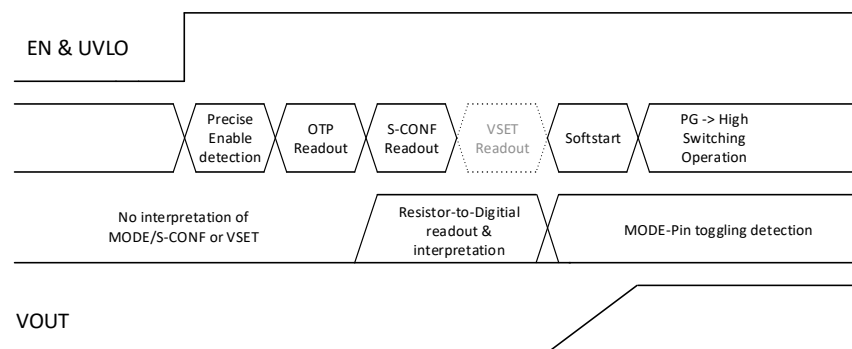 EN & UVLO
Precise
Enable
detection
OTP
Readout
S-CONF
Readout
VSET
Readout
Softstart
PG -> High
Switching
Operation
No interpretation of
MODE/S-CONF or VSET
Resistor-to-Digitial
readout &
interpretation
MODE-Pin toggling detection
VOUT